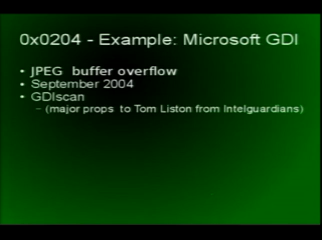 0x0204 - Example: Microsoft GDI
• JPEG buffer overflow
• September 2004
• GDIscan
– (major props to Tom Liston from Intelguardians)